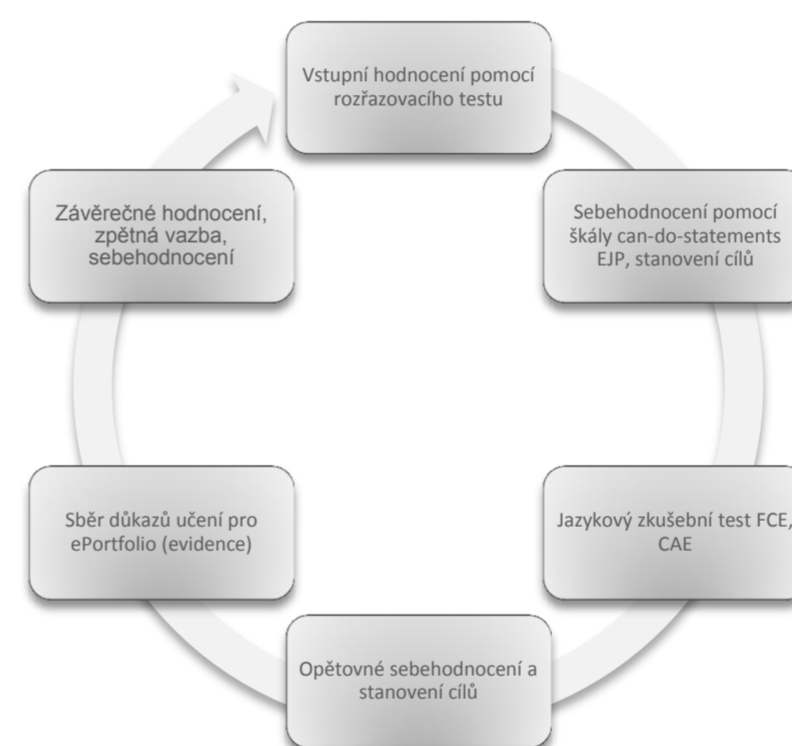 Vstupní hodnocení pomocí
rozřazovacího testu
Sebehodnocení pomocí
škály can-do-statements
EJP, stanovení cílů
Jazykový zkušební test FCE,
CAE
Opětovné sebehodnocení a
stanovení cílů
Sběr důkazů učení pro
ePortfolio (evidence)
Závěrečné hodnocení,
zpětná vazba,
sebehodnocení